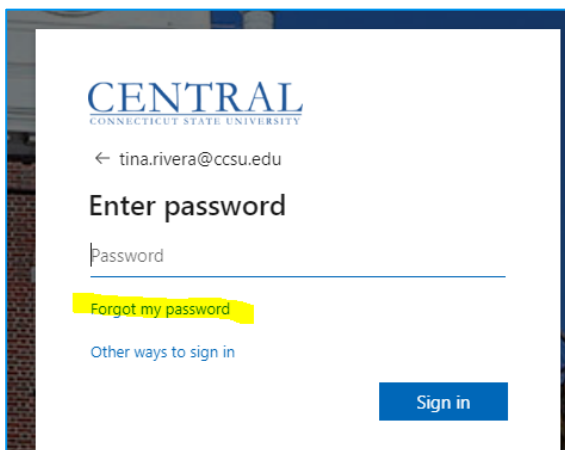 CENTRAL
CONNECTICUT STATE UNIVERSITY
← tina.rivera@ccsu.edu
Enter password
Password
Forgot my password
Other ways to sign in
Sign in